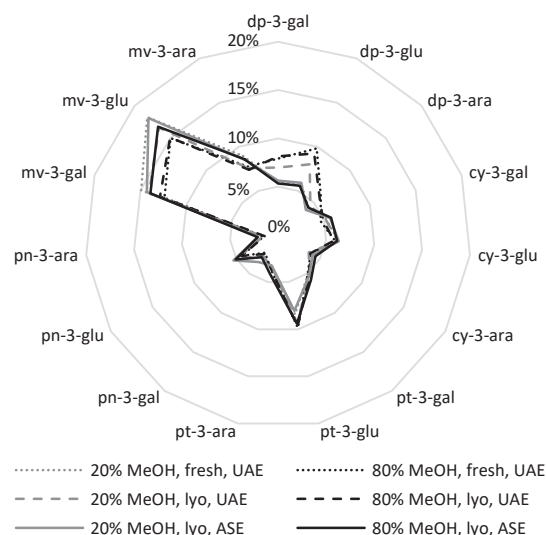 dp-3-gal
20%
mv-3-ara
dp-3-glu
15%
mv-3-glu
dp-3-ara
10%
mv-3-gal
cy-3-gal
5%
0%
pn-3-ara
cy-3-glu
pn-3-glu
cy-3-ara
pn-3-gal
pt-3-gal
pt-3-ara
pt-3-glu
20% MeOH, fresh, UAE
80% MeOH, fresh, UAE
20% MeOH, lyo, UAE
80% MeOH, lyo, UAE
20% MeOH, lyo, ASE
80% MeOH, lyo, ASE